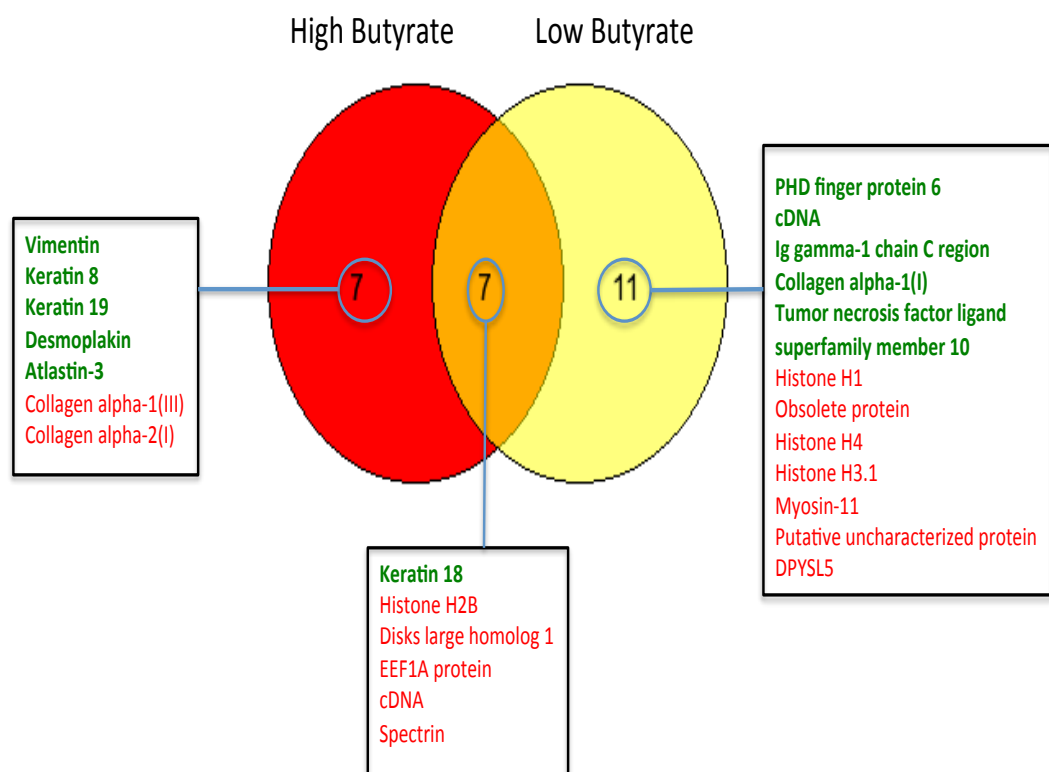 High Butyrate
Low Butyrate
7
7
11
Vimentin
Keratin 8
Keratin 19
Desmoplakin
Atlastin-3
Collagen alpha-1(III)
Collagen alpha-2(I)
Keratin 18
Histone H2B
Disks large homolog 1
EEF1A protein
cDNA
Spectrin
PHD finger protein 6
cDNA
Ig gamma-1 chain C region
Collagen alpha-1(I)
Tumor necrosis factor ligand
superfamily member 10
Histone H1
Obsolete protein
Histone H4
Histone H3.1
Myosin-11
Putative uncharacterized protein
DPYSL5